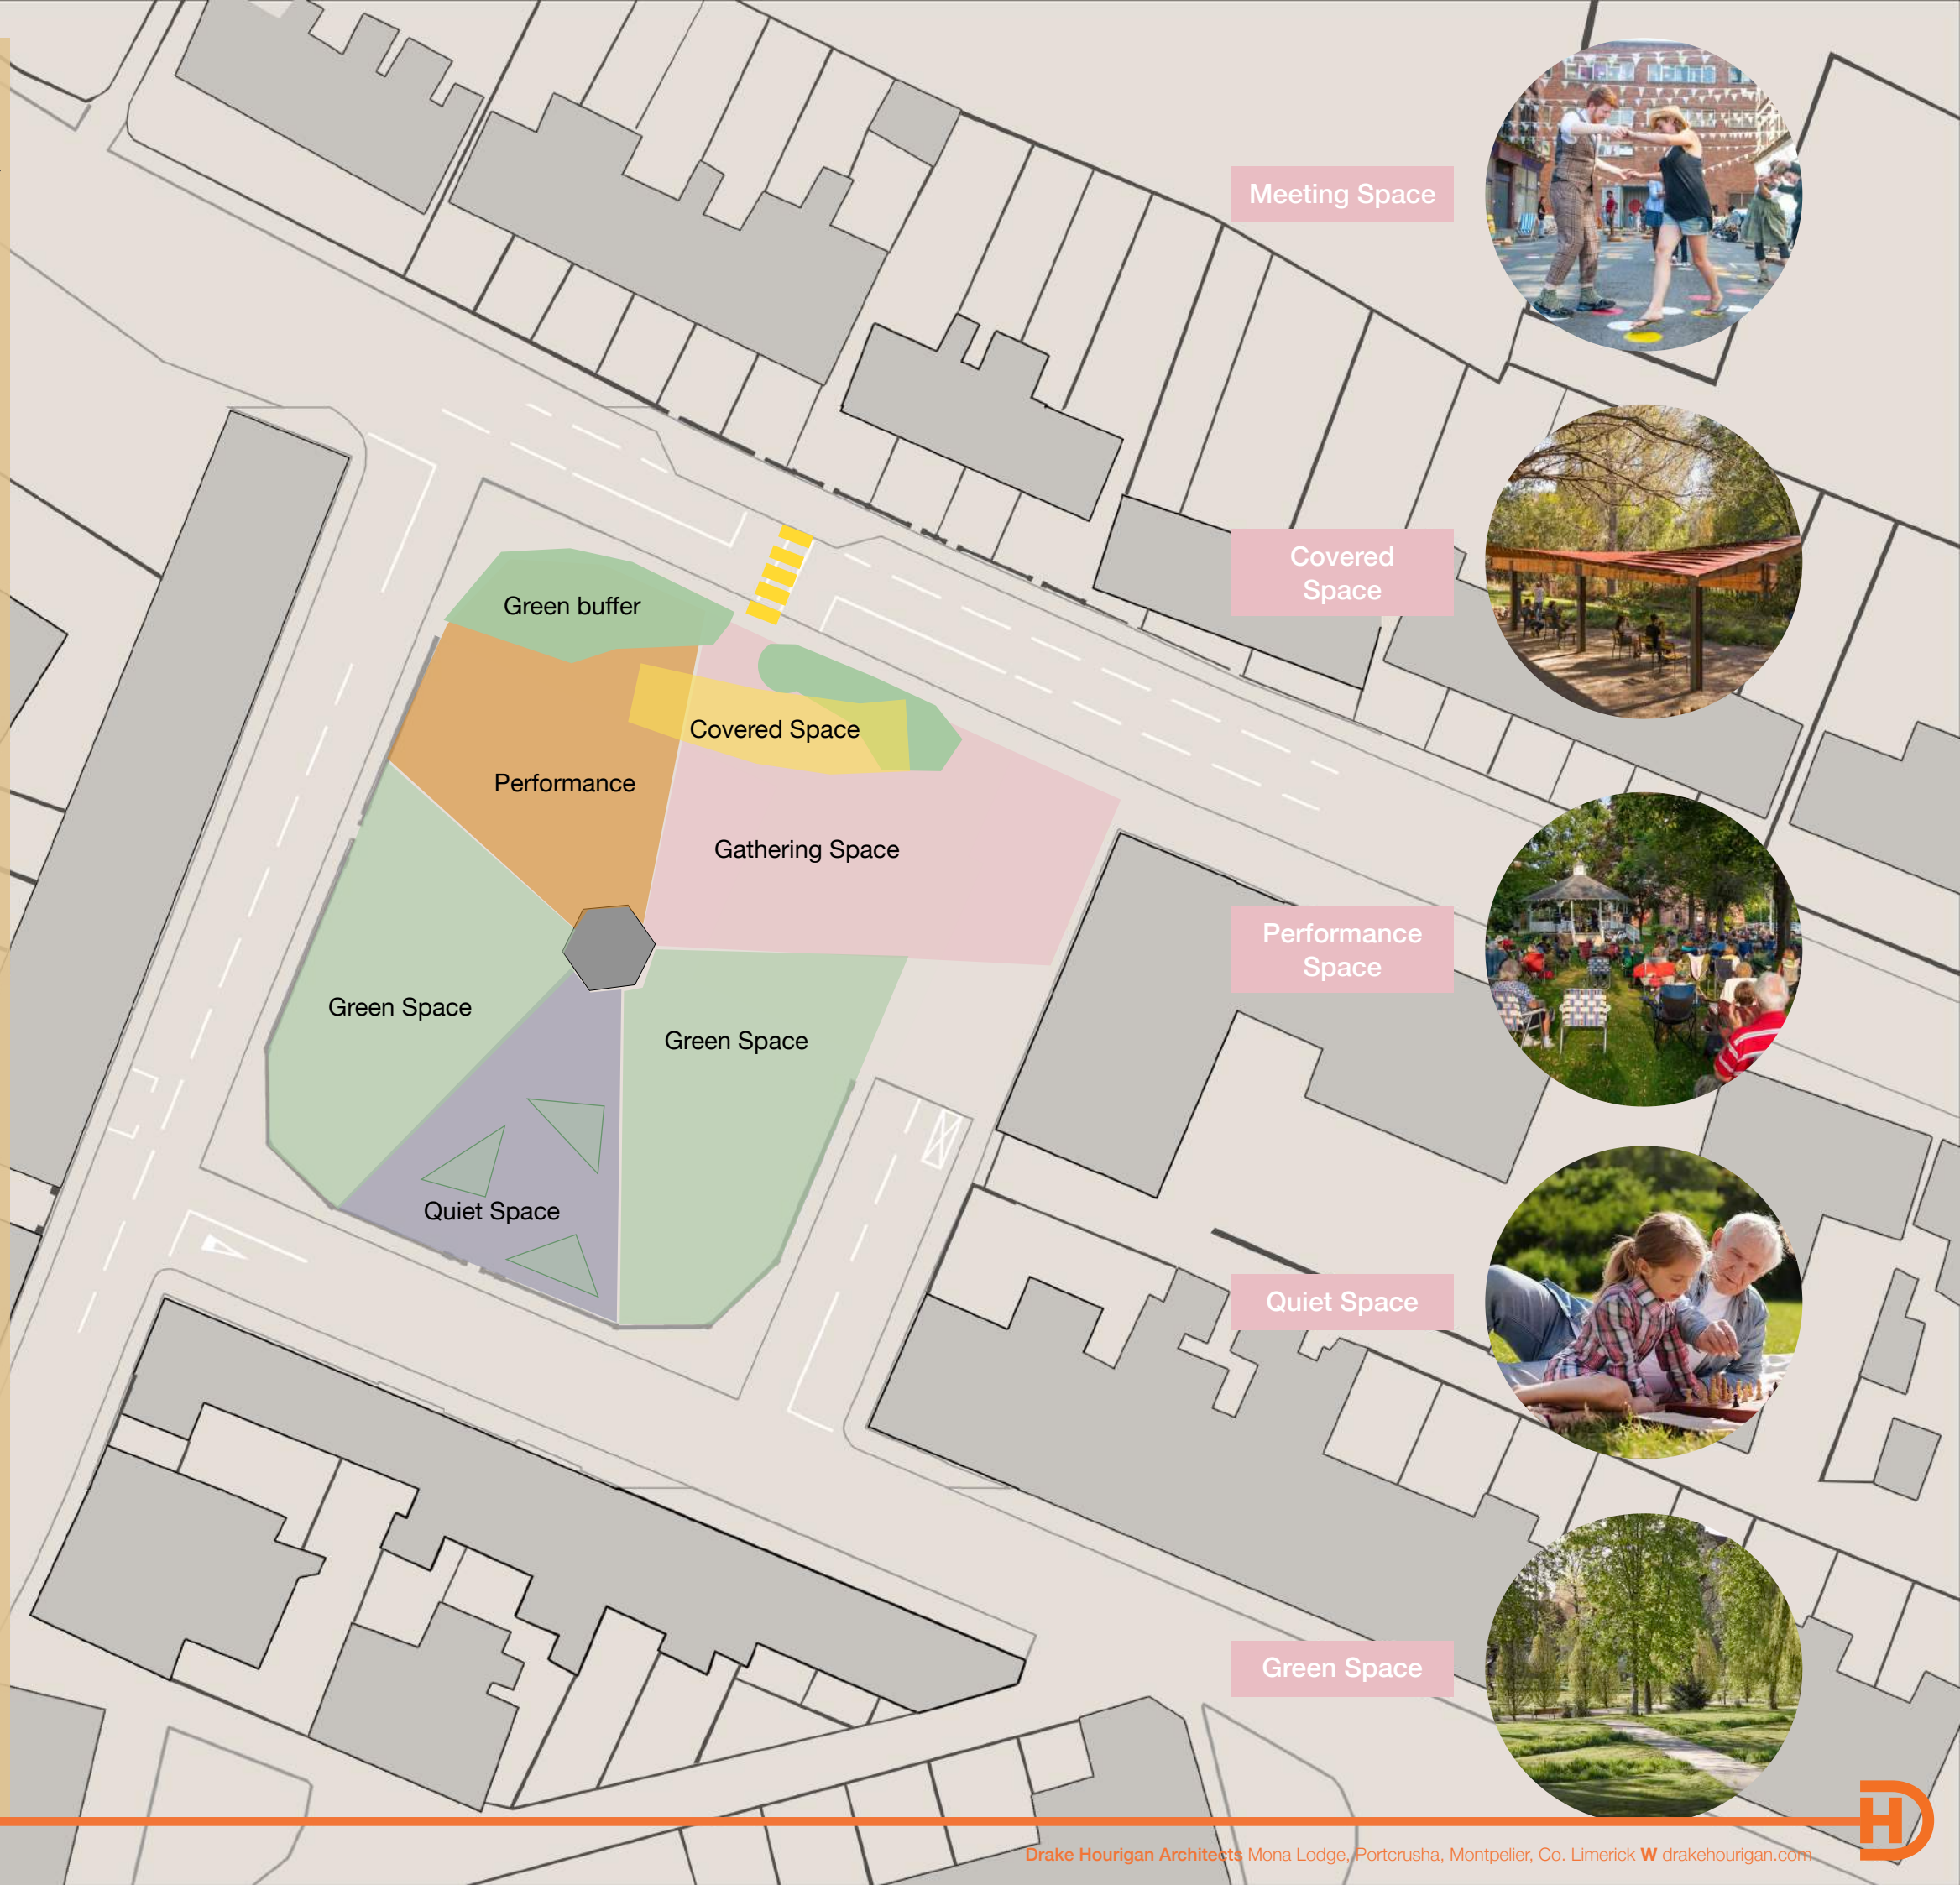 Meeting Space
Covered
Space
Green buffer
Covered Space
Performance
Gathering Space
Performance
Space
Green Space
Green Space
Quiet Space
Quiet Space
Green Space
DH
Drake Hourigan Architects Mona Lodge, Portcrusha, Montpelier, Co. Limerick W drakehourigan.com